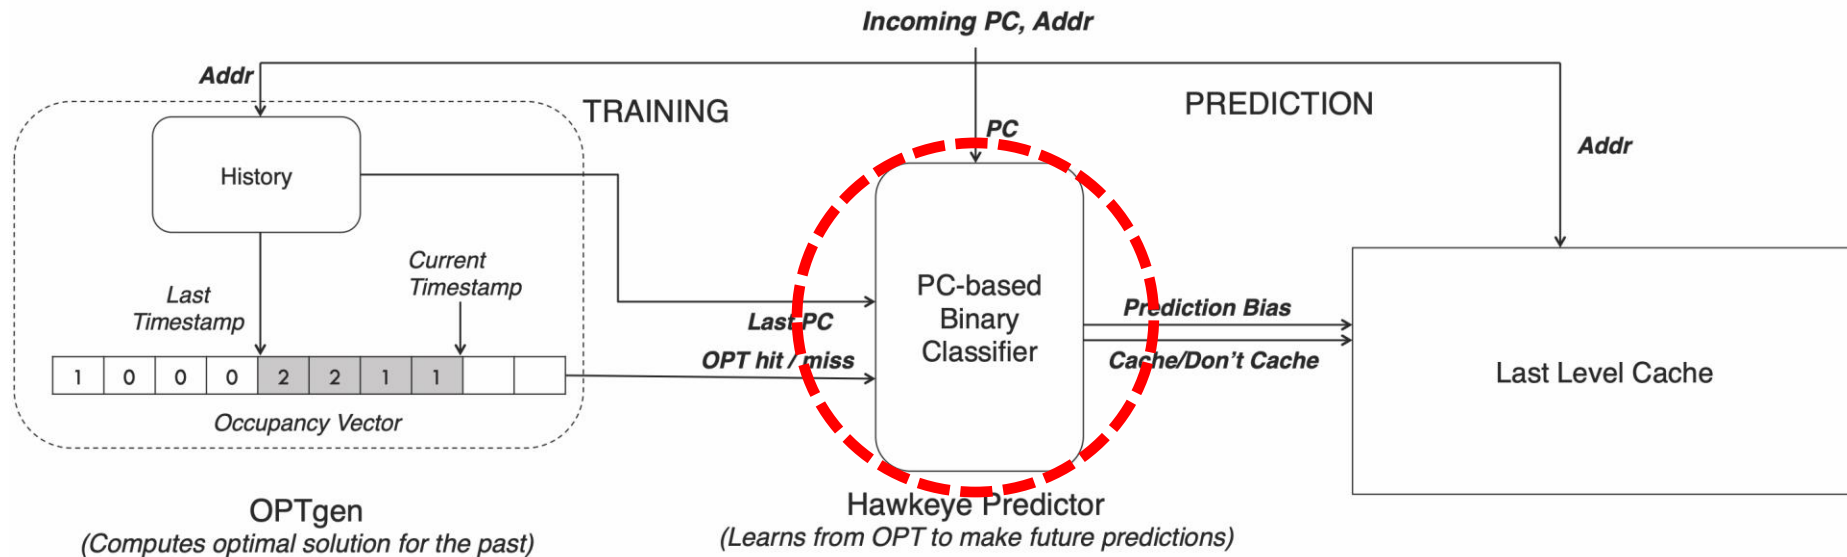 Incoming PC, Addr
Addr
TRAINING
PREDICTION
PC
Addr
History
Current
Timestamp
Last
Timestamp
1 0 0 0 2 2 1 1
Occupancy Vector
Last PC
OPT hit / miss
PC-based
Binary
Classifier
Prediction Bias
Cache/Don't Cache
Last Level Cache
OPTgen
(Computes optimal solution for the past)
Hawkeye Predictor
(Learns from OPT to make future predictions)